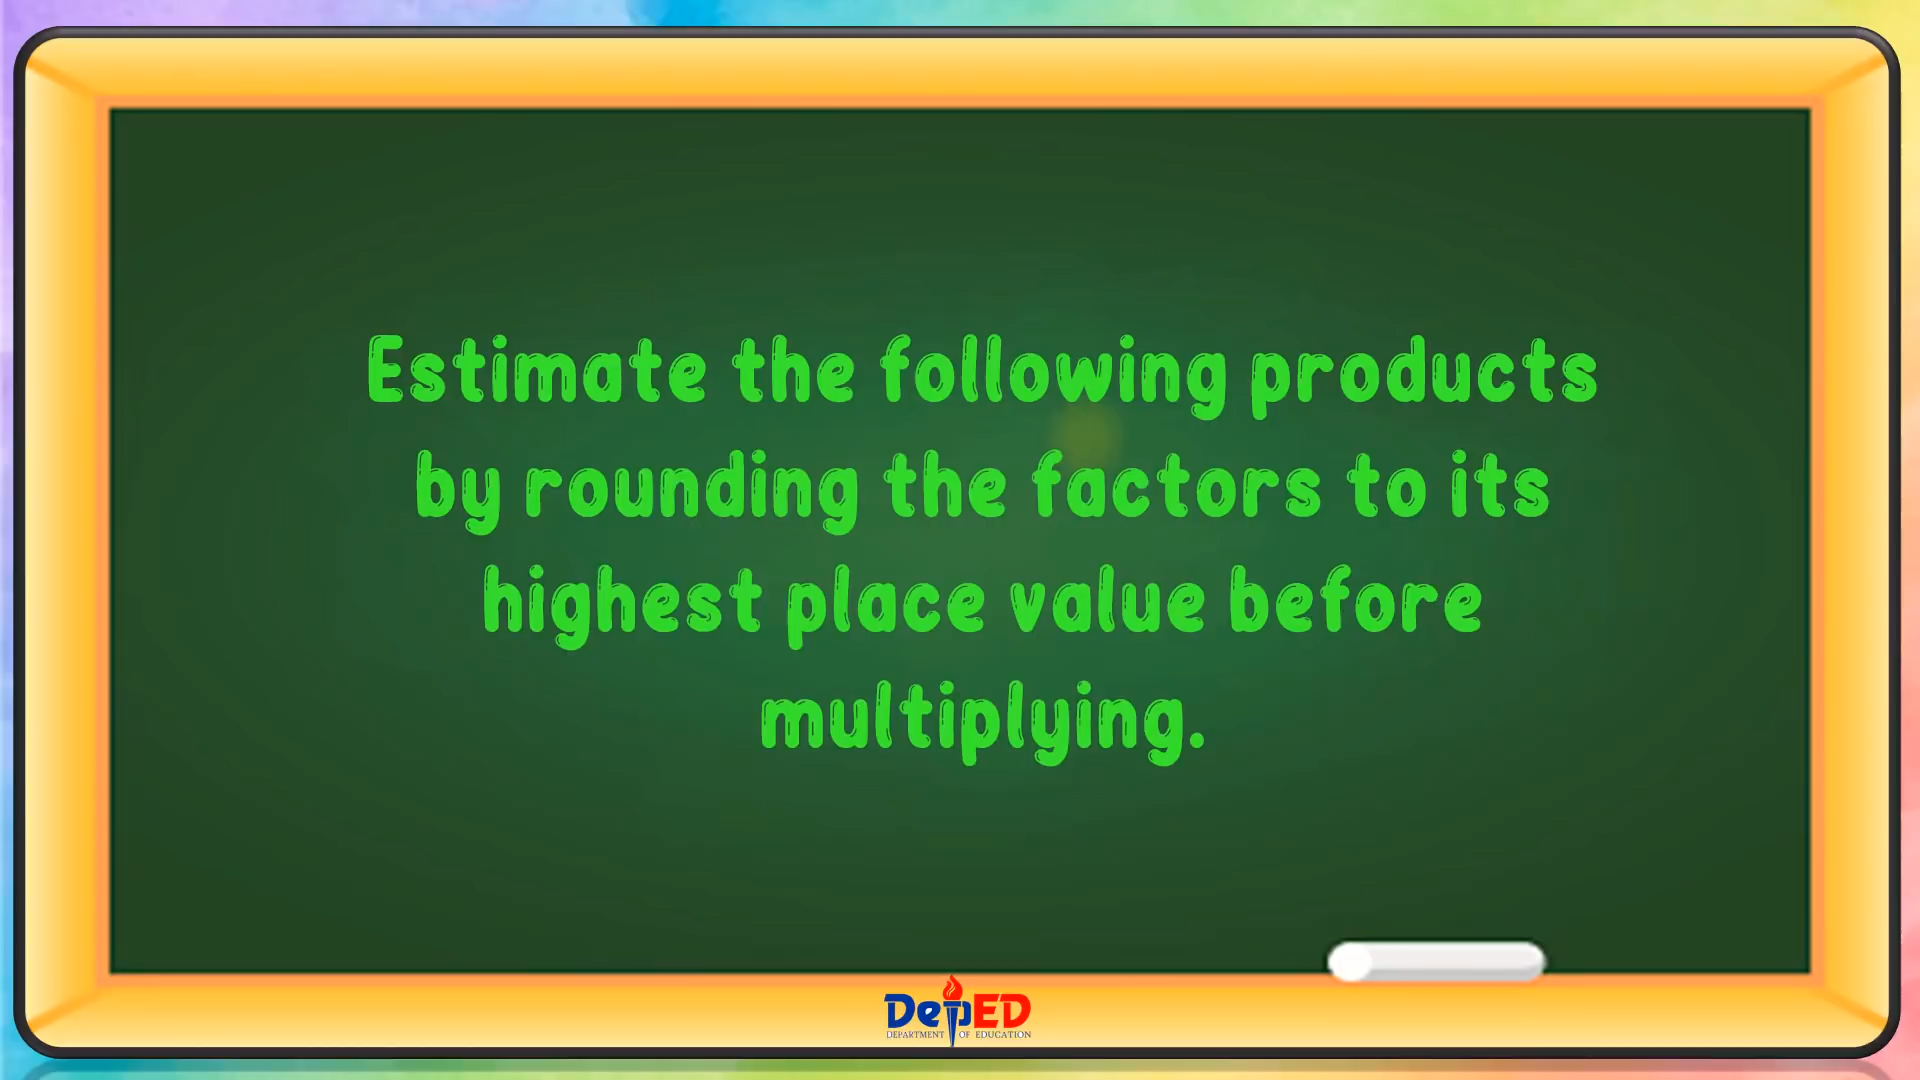 Estimate the following products
by rounding the factors to its
highest place value before
multiplying.
DepED
DEPARTMENT OF EDUCATION